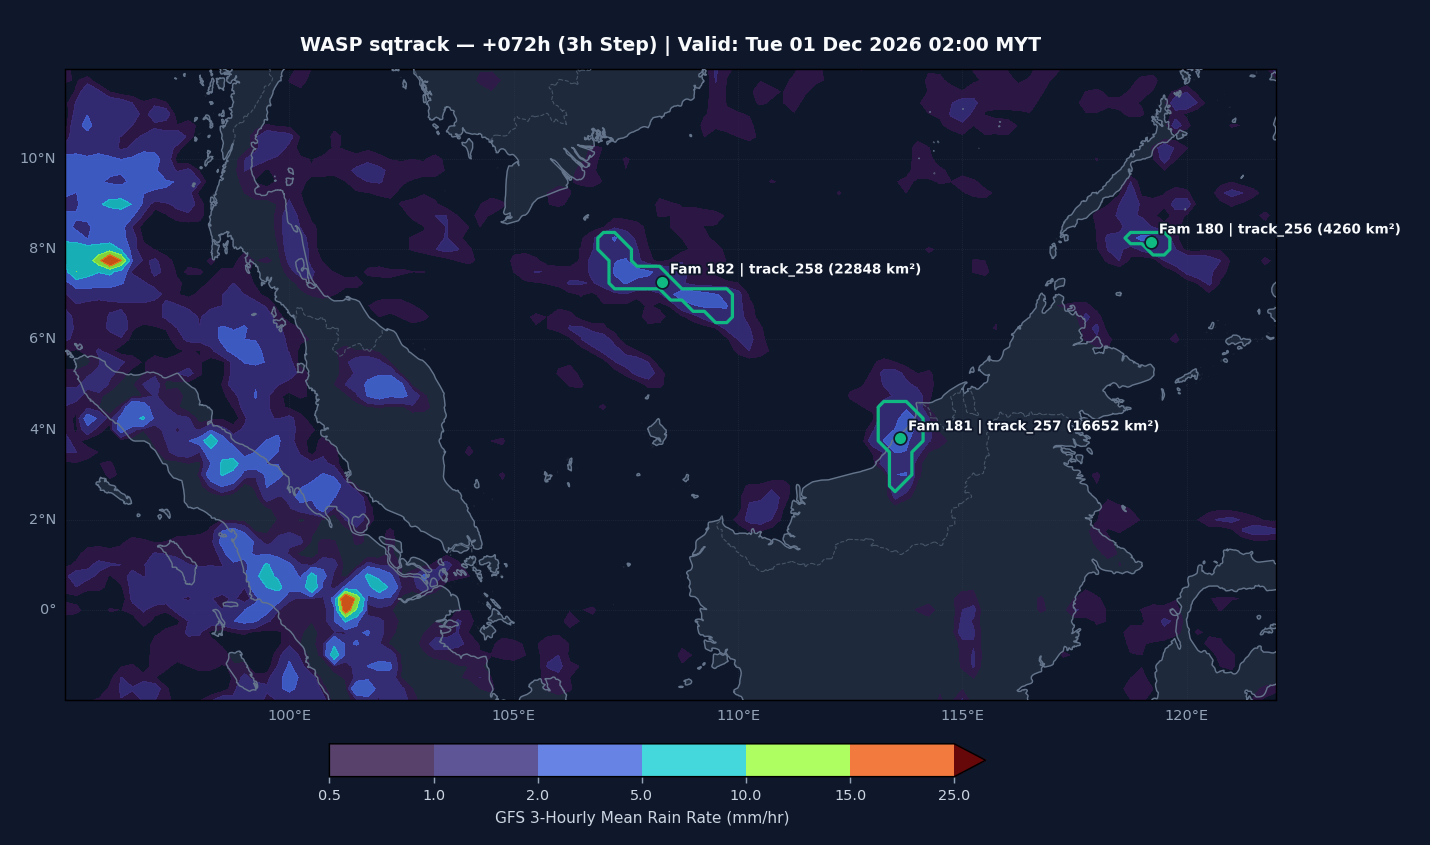 WASP sqtrack — +072h (3h Step) | Valid: Tue 01 Dec 2026 02:00 MYT
10°N
8°N
6°N
4°N
2°N
0°
Fam 180 | track_256 (4260 km²)
Fam 182 | track_258 (22848 km²)
Fam 181 | track_257 (16652 km²)
100°E
105°E
110°E
115°E
120°E
0.5
1.0
2.0
5.0
10.0
15.0
25.0
GFS 3-Hourly Mean Rain Rate (mm/hr)